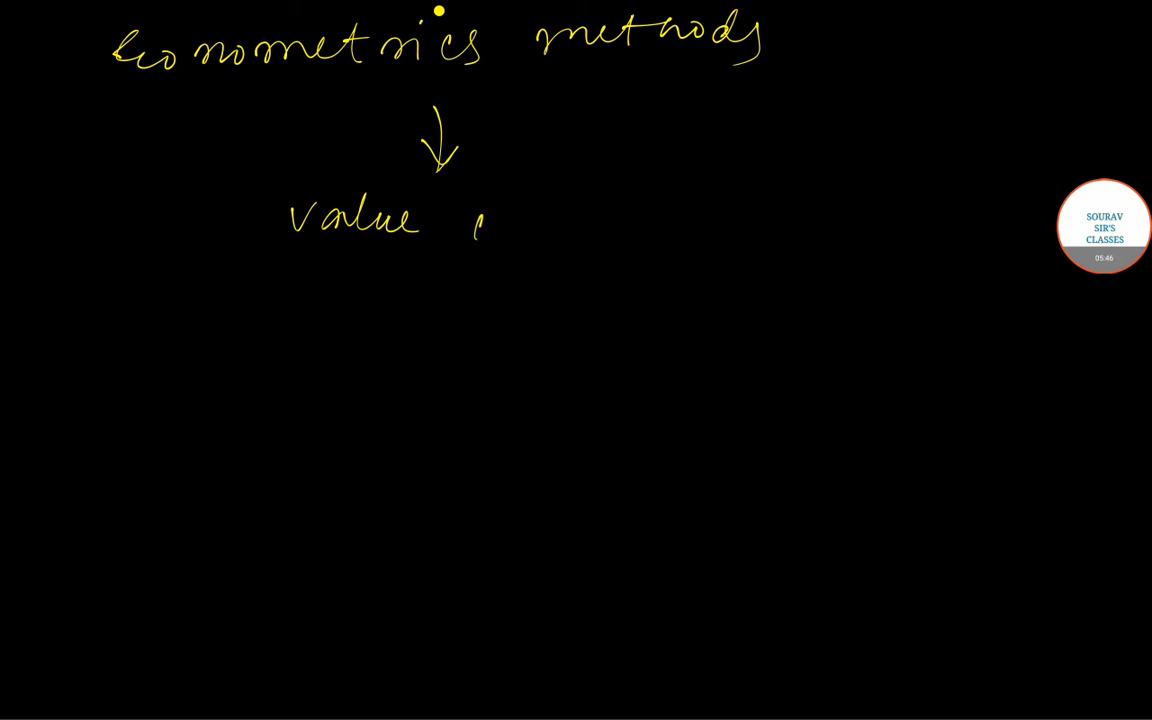 Econometrics methods
↓
value
SOURAV
SIR'S
CLASSES
05:46